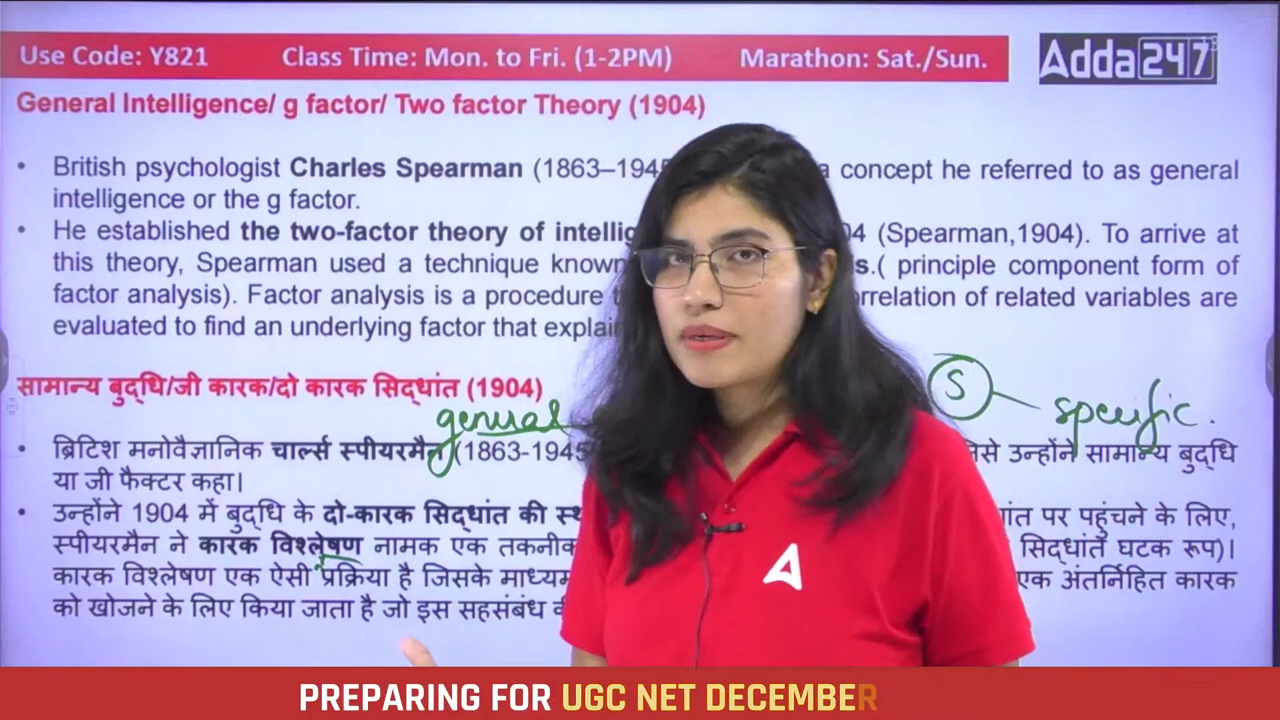 Use Code: Y821 Class Time: Mon. to Fri. (1-2PM) Marathon: Sat./Sun.
Adda247
General Intelligence/ g factor/ Two factor Theory (1904)
• British psychologist Charles Spearman (1863–194 a concept he referred to as general
intelligence or the g factor.
• He established the two-factor theory of intellig 04 (Spearman,1904). To arrive at
this theory, Spearman used a technique known s.( principle component form of
factor analysis). Factor analysis is a procedure orrelation of related variables are
evaluated to find an underlying factor that explai
सामान्य बुद्धि/जी कारक/दो कारक सिद्धांत (1904)
S specific.
genral
• ब्रिटिश मनोवैज्ञानिक चार्ल्स स्पीयरमैन (1863-1945 जिसे उन्होंने सामान्य बुद्धि
या जी फैक्टर कहा।
• उन्होंने 1904 में बुद्धि के दो-कारक सिद्धांत की स्थ ांत पर पहुंचने के लिए,
स्पीयरमैन ने कारक विश्लेषण नामक एक तकनीक सिद्धांत घटक रूप)।
कारक विश्लेषण एक ऐसी प्रक्रिया है जिसके माध्यम एक अंतर्निहित कारक
को खोजने के लिए किया जाता है जो इस सहसंबंध
PREPARING FOR UGC NET DECEMBER